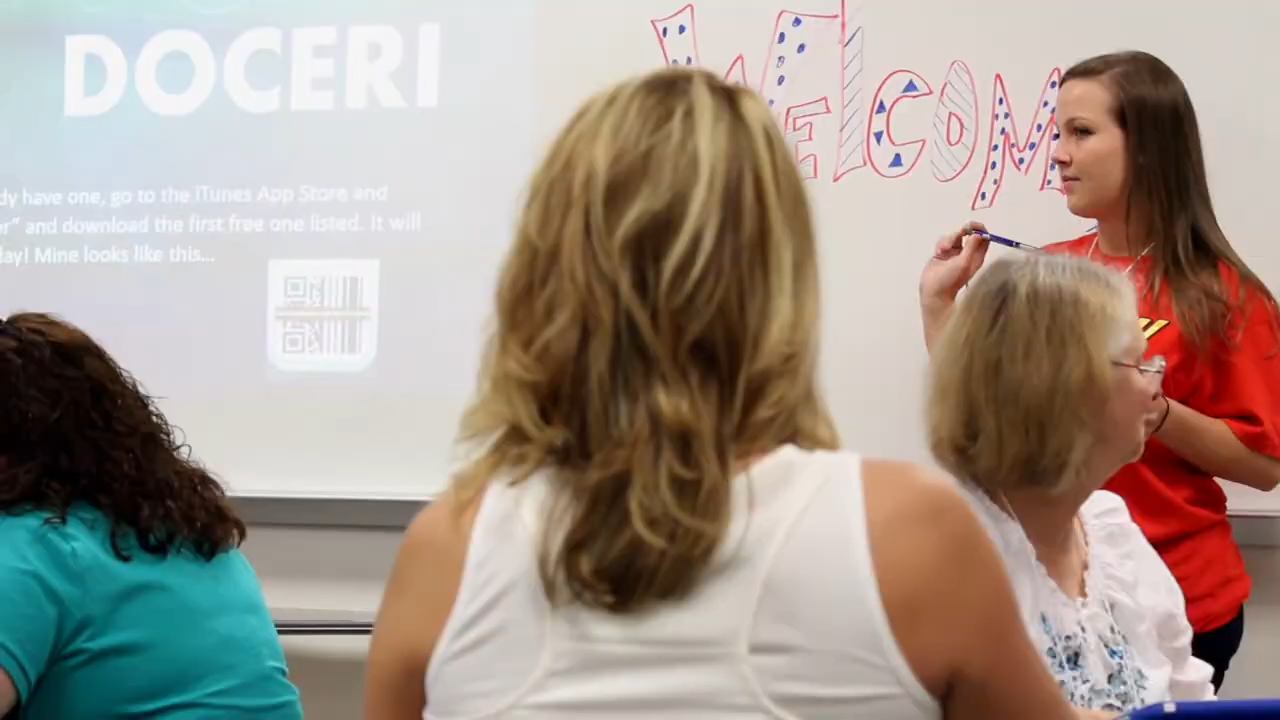 DOCERI
dy have one, go to the iTunes App Store and
er" and download the first free one listed. It will
day! Mine looks like this...
WELCOM